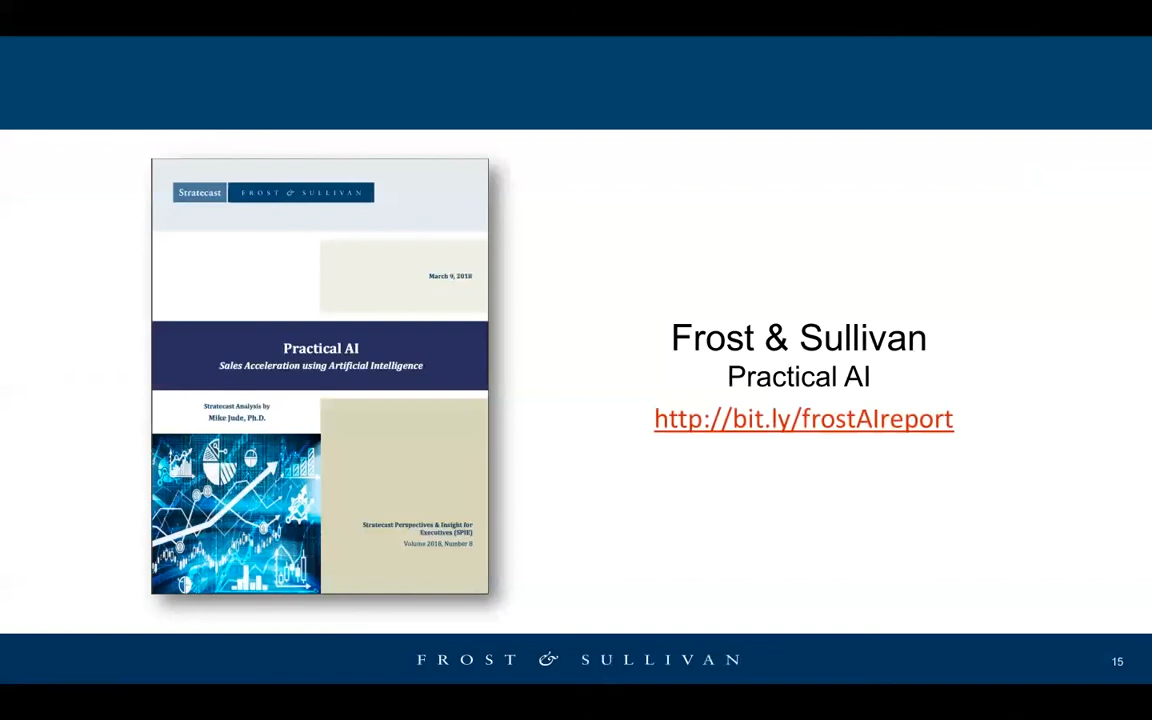 Stratecast FROST & SULLIVAN
March 9, 2018
Practical AI
Sales Acceleration using Artificial Intelligence
Stratecast Analysis by
Mike Jude, Ph.D.
Stratecast Perspectives & Insight for
Executives (SPIE)
Volume 2018, Number 8
Frost & Sullivan
Practical AI
http://bit.ly/frostAIreport
FROST & SULLIVAN
15